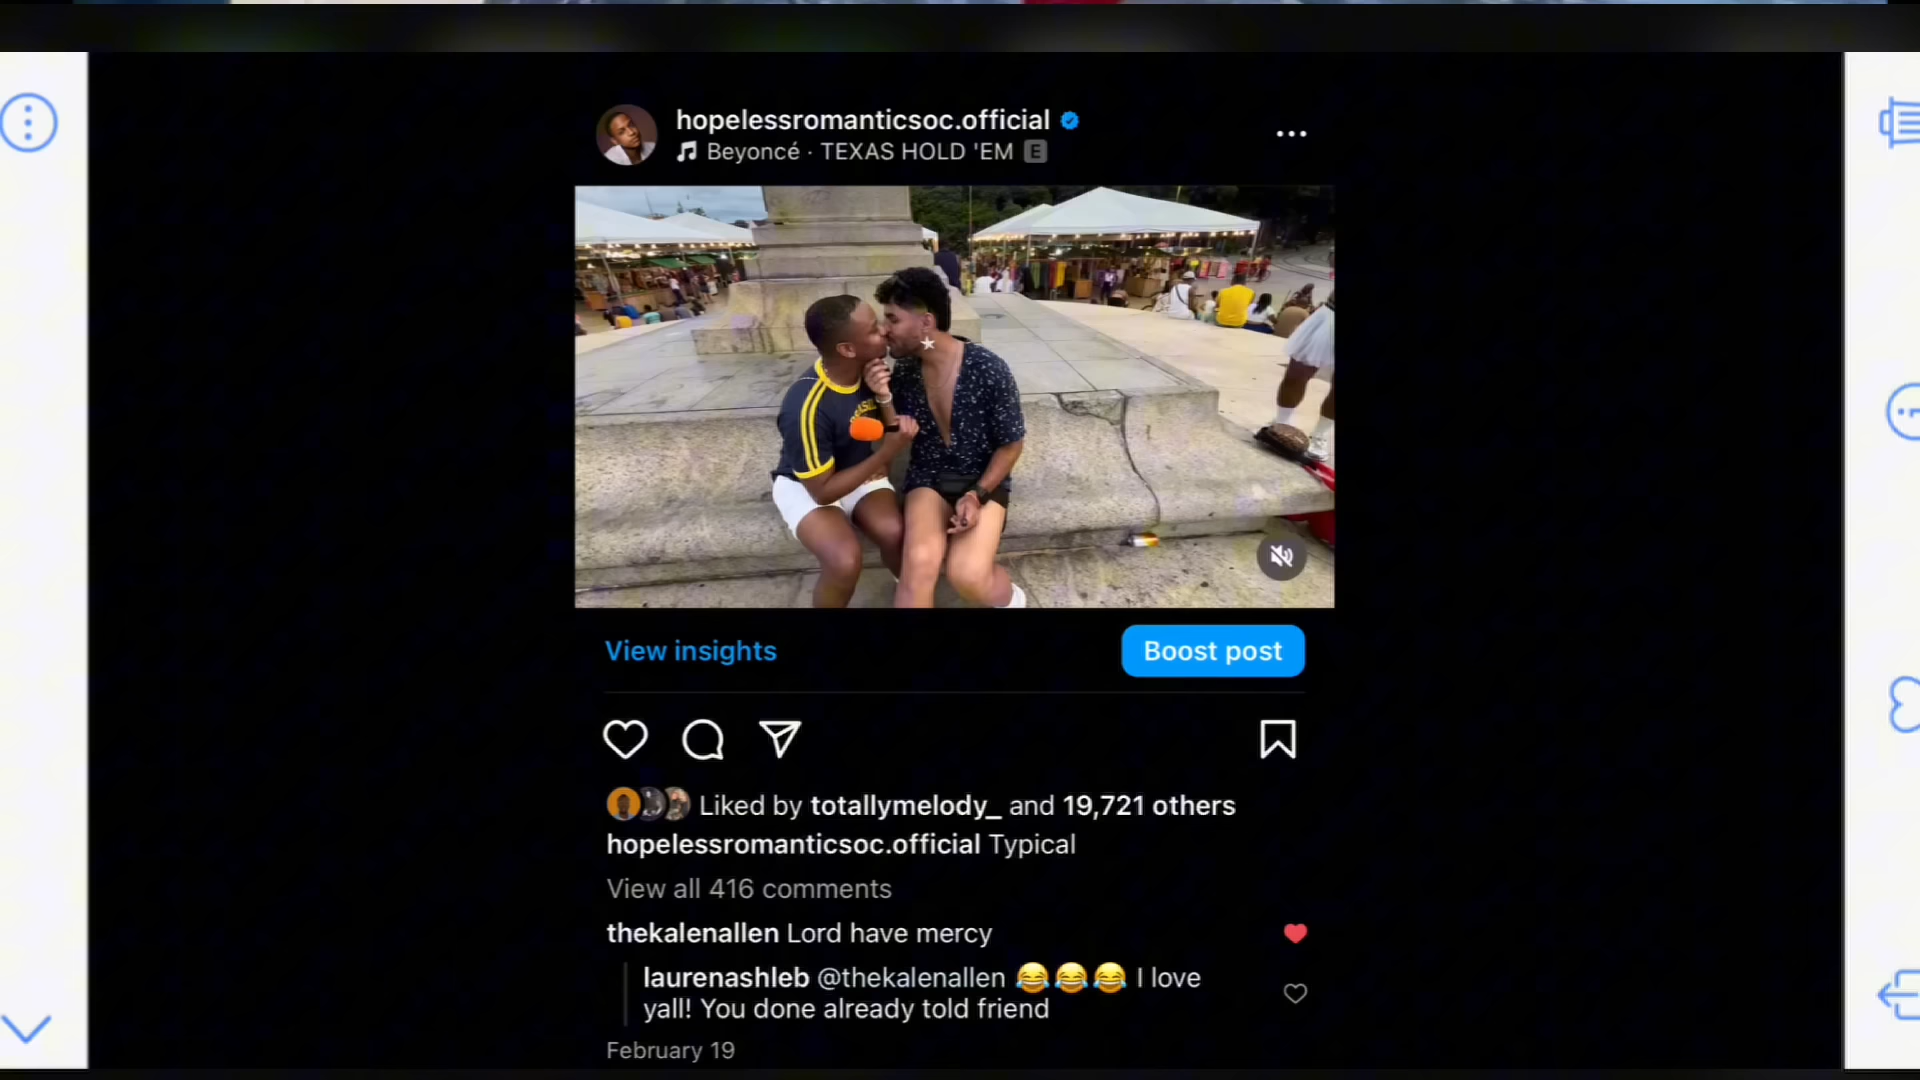 hopelessromanticsoc.official
Beyoncé · TEXAS HOLD 'EM E
View insights
Boost post
Liked by totallymelody_ and 19,721 others
hopelessromanticsoc.official Typical
View all 416 comments
thekalenallen Lord have mercy
laurenashleb @thekalenallen 😂😂😂 I love
yall! You done already told friend
February 19